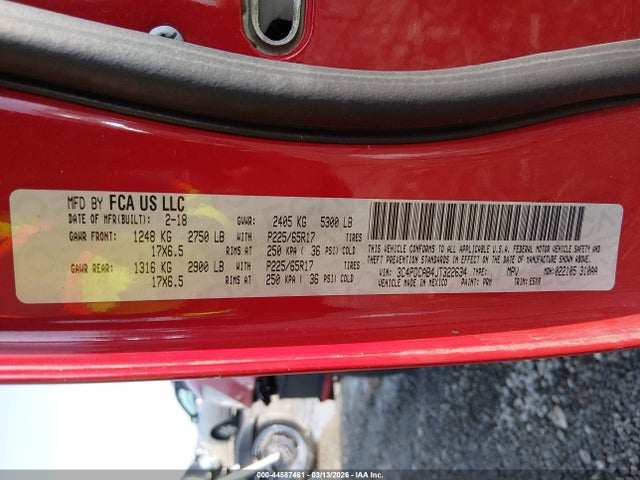 MFD BY FCA US LLC
DATE OF MFR(BUILT): 2-18 GVWR: 2405 KG 5300 LB
GAWR FRONT: 1248 KG 2750 LB WITH P225/65R17 TIRES
17X6.5 RIMS AT 250 KPA ( 36 PSI) COLD
GAWR REAR: 1316 KG 2900 LB WITH P225/65R17 TIRES
17X6.5 RIMS AT 250 KPA ( 36 PSI) COLD
THIS VEHICLE CONFORMS TO ALL APPLICABLE U.S.A. FEDERAL MOTOR VEHICLE SAFETY AND
THEFT PREVENTION STANDARDS IN EFFECT ON THE DATE OF MANUFACTURE SHOWN ABOVE.
VIN: 3C4PDCAB4JT322634 TYPE: MPV MDH: 022105 310AA
VEHICLE MADE IN MEXICO PAINT: PRM TRIM:
000-44587461 - 03/13/2026 - IAA Inc.